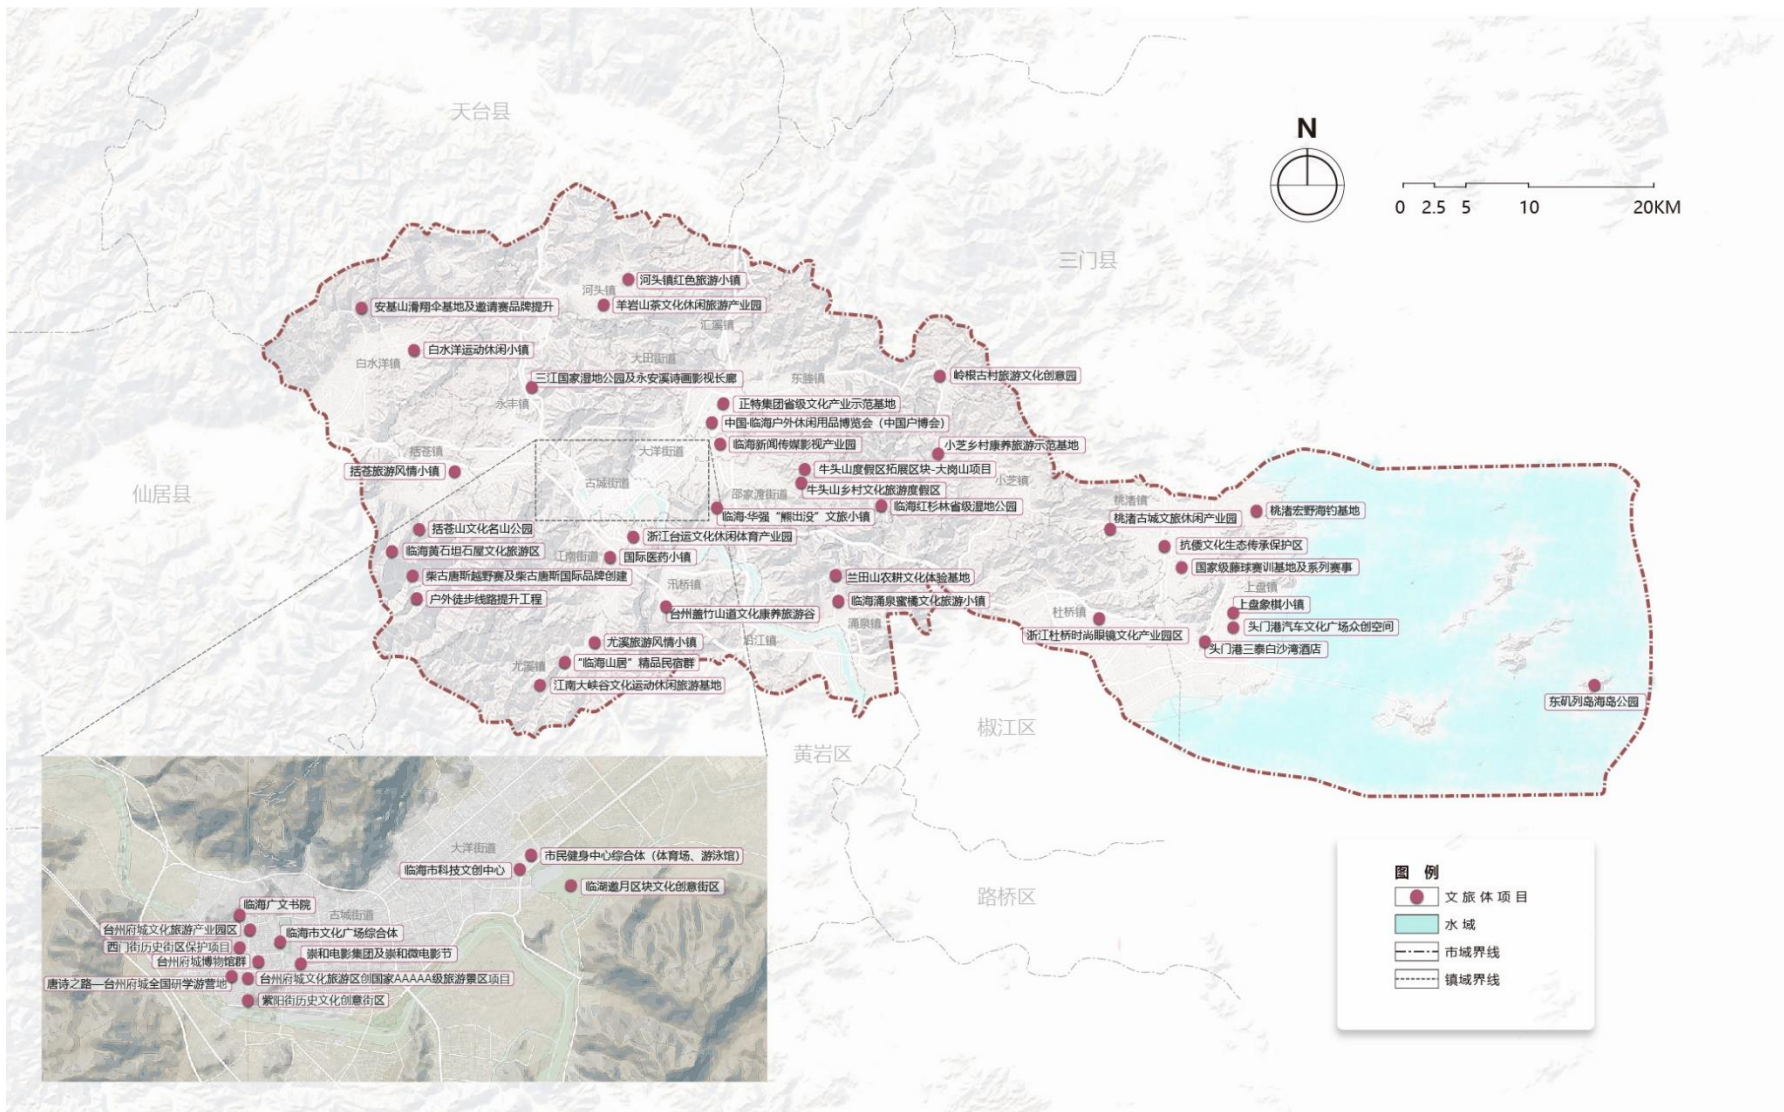 天台县
N
0 2.5 5 10 20KM
三门县
河头镇红色旅游小镇
河头镇
羊岩山茶文化休闲旅游产业园
安基山滑翔伞基地及邀请赛品牌提升
汇溪镇
白水洋运动休闲小镇
白水洋镇
大田街道
三江国家湿地公园及永安溪诗画影视长廊
东塍镇
岭根古村旅游文化创意园
永丰镇
正特集团省级文化产业示范基地
中国·临海户外休闲用品博览会（中国户博会）
临海新闻传媒影视产业园
小芝乡村康养旅游示范基地
括苍镇
大洋街道
括苍旅游风情小镇
牛头山度假区拓展区块-大岗山项目
小芝镇
仙居县
古城街道
牛头山乡村文化旅游度假区
邵家渡街道
临海红杉林省级湿地公园
桃渚镇
临海·华强“熊出没”文旅小镇
桃渚古城文旅休闲产业园
桃渚宏野海钓基地
括苍山文化名山公园
浙江台运文化休闲体育产业园
抗倭文化生态传承保护区
临海黄石坦石屋文化旅游区
江南街道
国际医药小镇
国家级藤球赛训基地及系列赛事
柴古唐斯越野赛及柴古唐斯国际品牌创建
汛桥镇
兰田山农耕文化体验基地
上盘镇
户外徒步线路提升工程
临海涌泉蜜橘文化旅游小镇
上盘象棋小镇
台州盖竹山道文化康养旅游谷
杜桥镇
涌泉镇
头门港汽车文化广场众创空间
浙江杜桥时尚眼镜文化产业园区
尤溪旅游风情小镇
沿江镇
头门港三泰白沙湾酒店
尤溪镇
“临海山居”精品民宿群
江南大峡谷文化运动休闲旅游基地
东矶列岛海岛公园
椒江区
黄岩区
路桥区
大洋街道
市民健身中心综合体（体育场、游泳馆）
临海市科技文创中心
临湖邀月区块文化创意街区
临海广文书院
古城街道
台州府城文化旅游产业园区
临海市文化广场综合体
西门街历史街区保护项目
崇和电影集团及崇和微电影节
台州府城博物馆群
唐诗之路—台州府城全国研学游营地
台州府城文化旅游区创国家AAAAA级旅游景区项目
紫阳街历史文化创意街区
图 例
文旅体项目
水域
市域界线
镇域界线